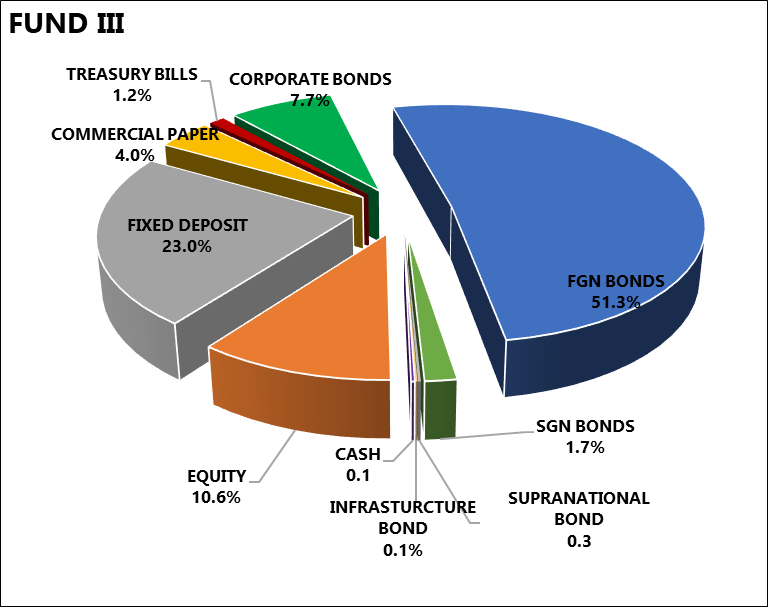 FUND III
TREASURY BILLS
1.2%
CORPORATE BONDS
7.7%
COMMERCIAL PAPER
4.0%
FIXED DEPOSIT
23.0%
FGN BONDS
51.3%
SGN BONDS
1.7%
CASH
0.1
EQUITY
10.6%
INFRASTURCTURE
BOND
0.1%
SUPRANATIONAL
BOND
0.3